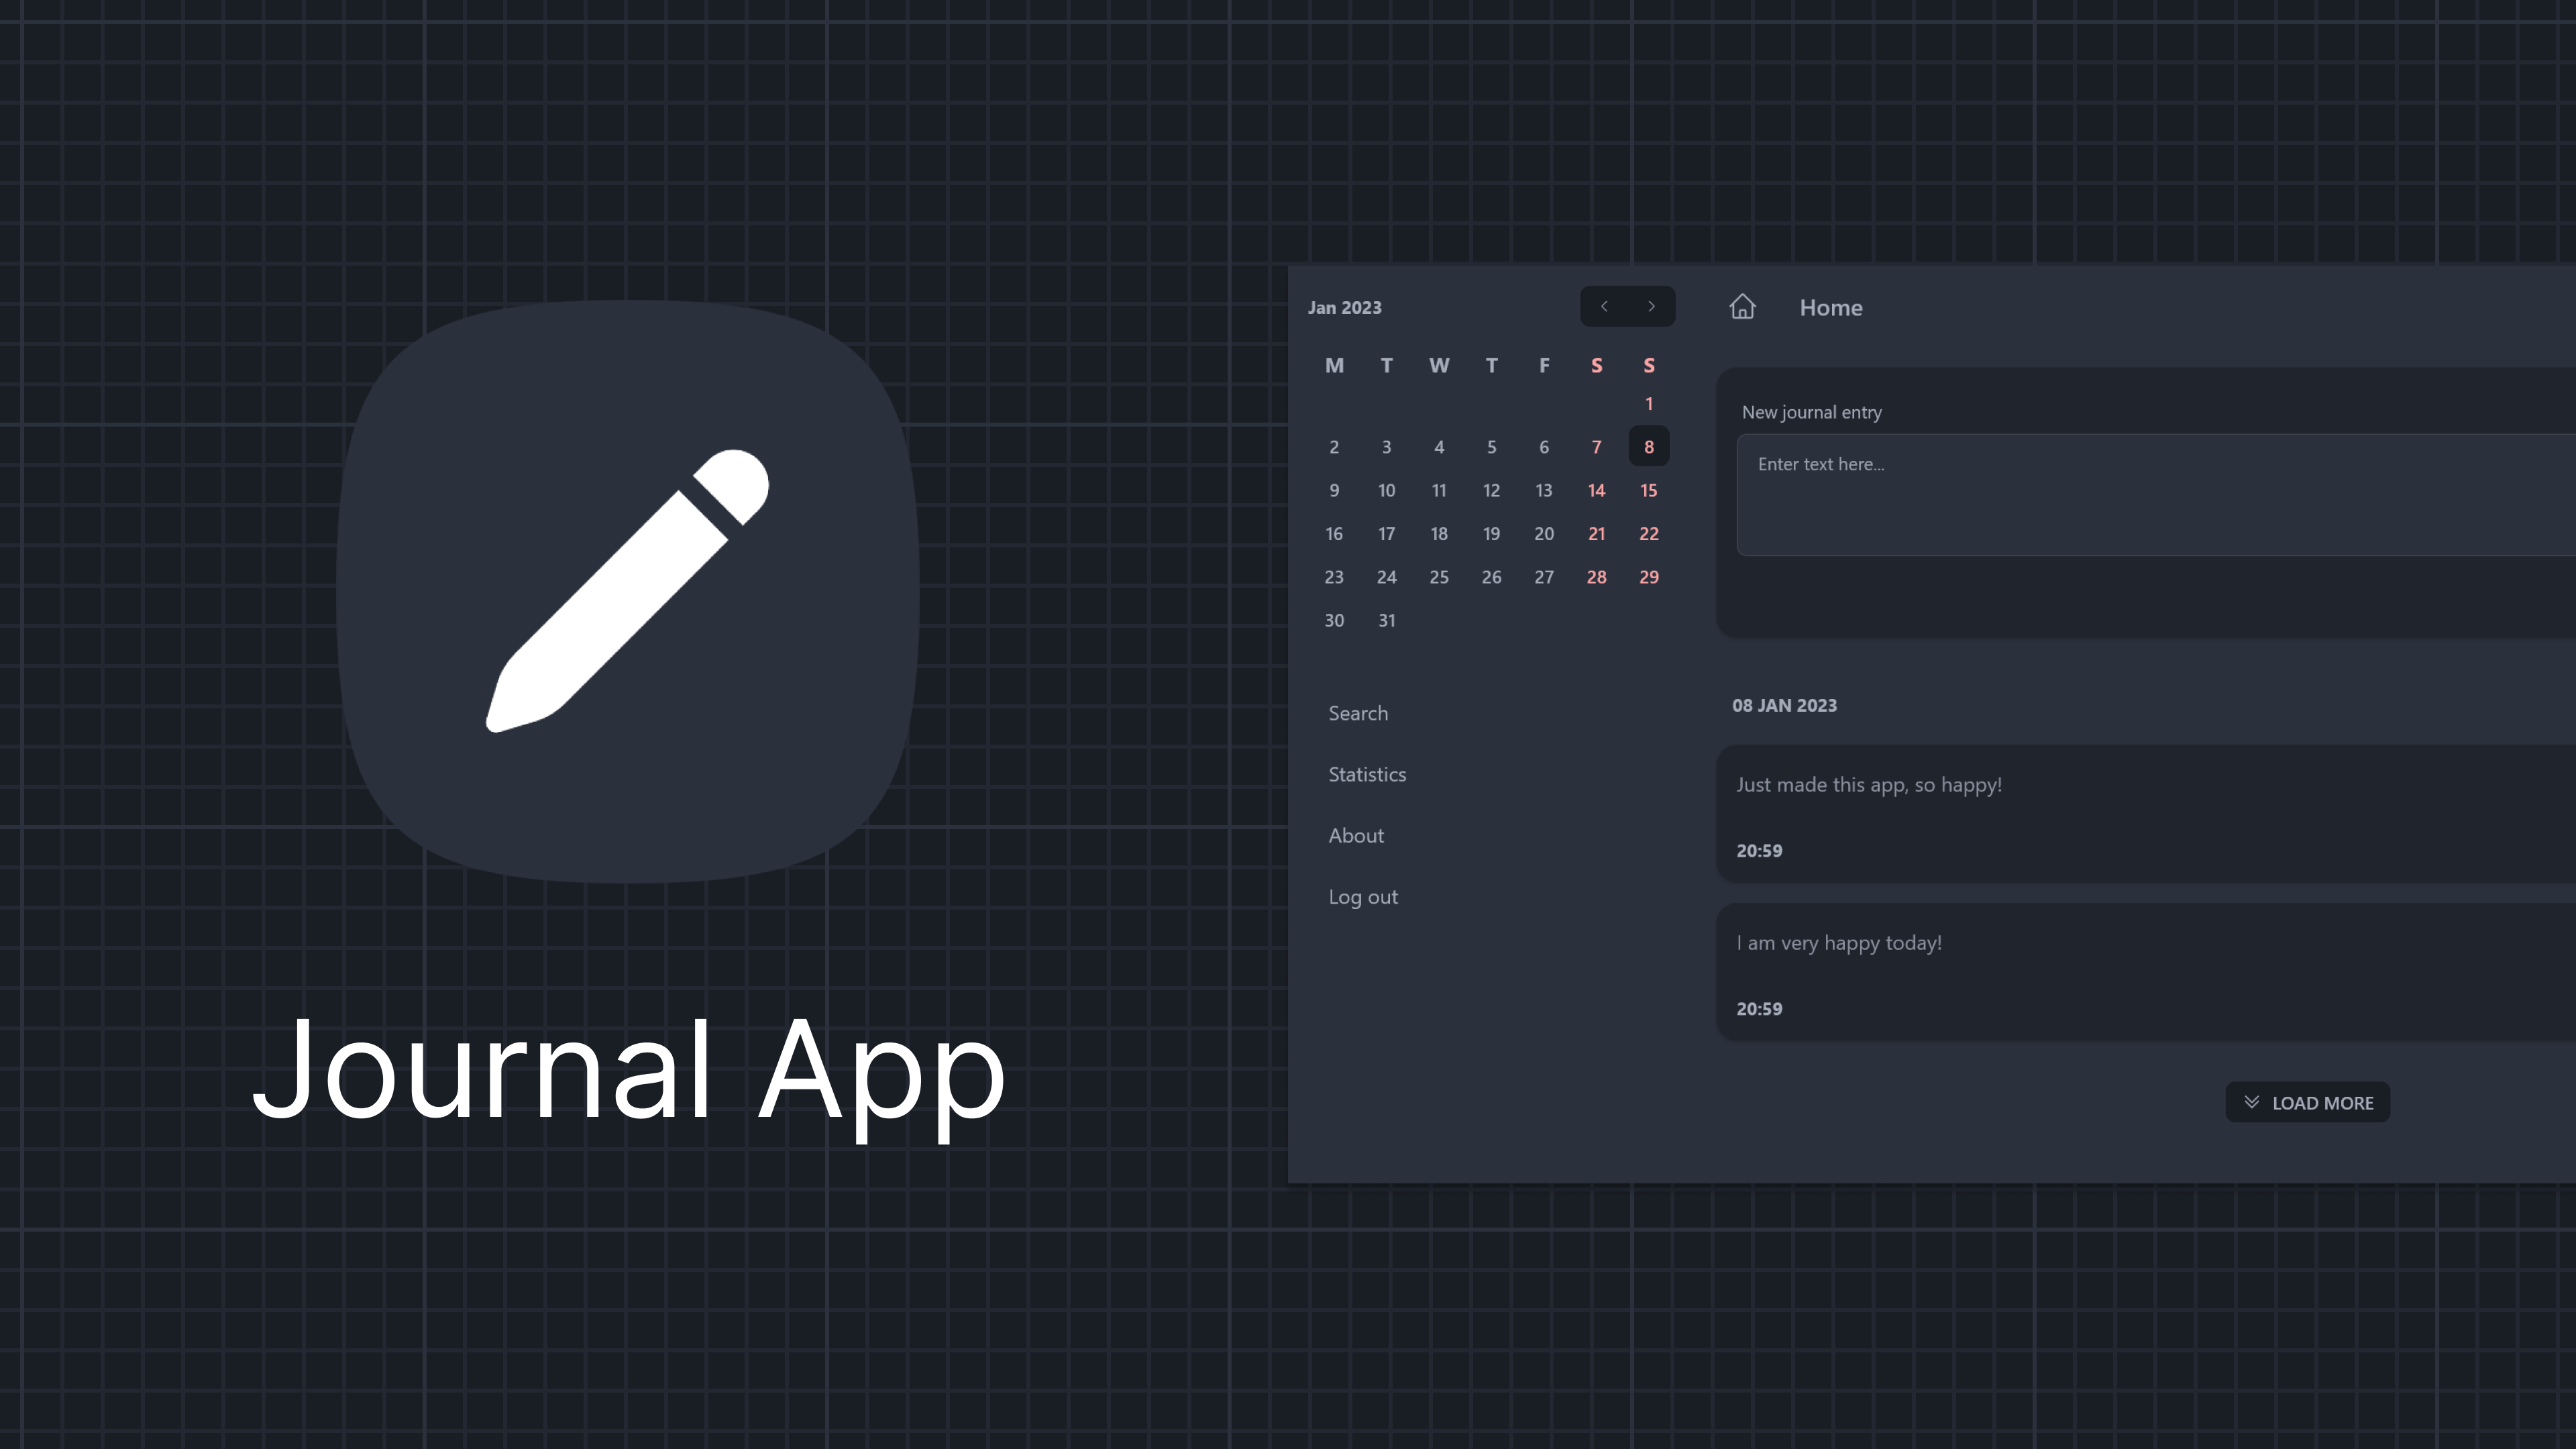 Journal App
Jan 2023
M T W T F S S
1
2 3 4 5 6 7 8
9 10 11 12 13 14 15
16 17 18 19 20 21 22
23 24 25 26 27 28 29
30 31
Search
Statistics
About
Log out
Home
New journal entry
Enter text here...
08 JAN 2023
Just made this app, so happy!
20:59
I am very happy today!
20:59
LOAD MORE